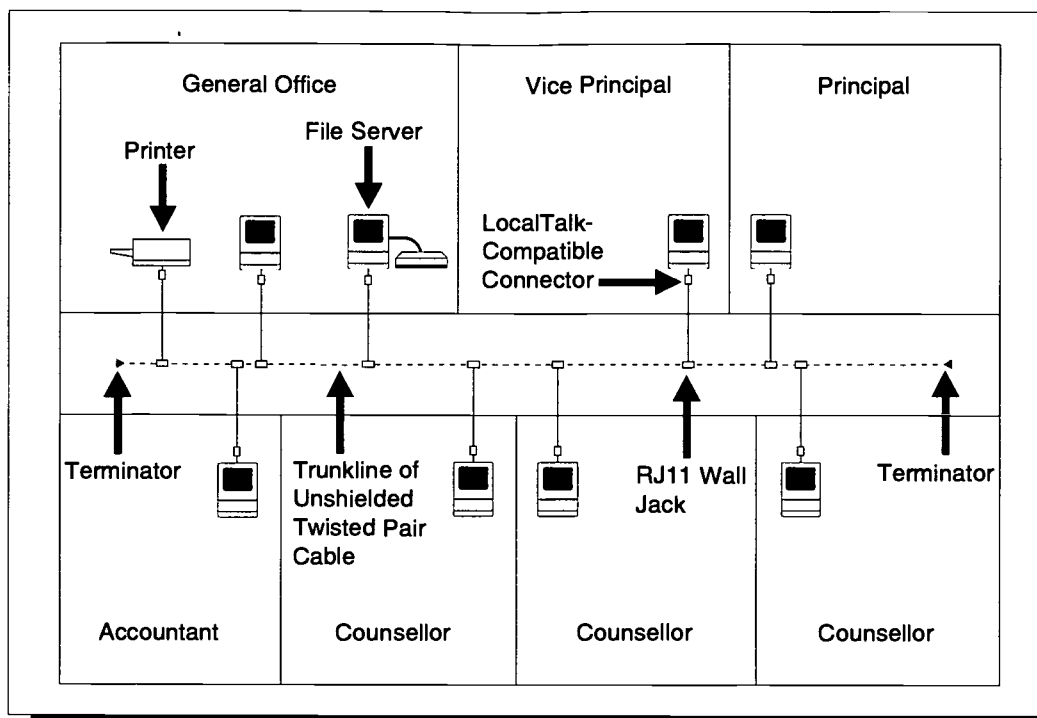 General Office
Vice Principal
Principal
File Server
Printer
LocalTalk-
Compatible
Connector
Terminator
Trunkline of
Unshielded
Twisted Pair
Cable
RJ11 Wall
Jack
Terminator
Accountant
Counsellor
Counsellor
Counsellor